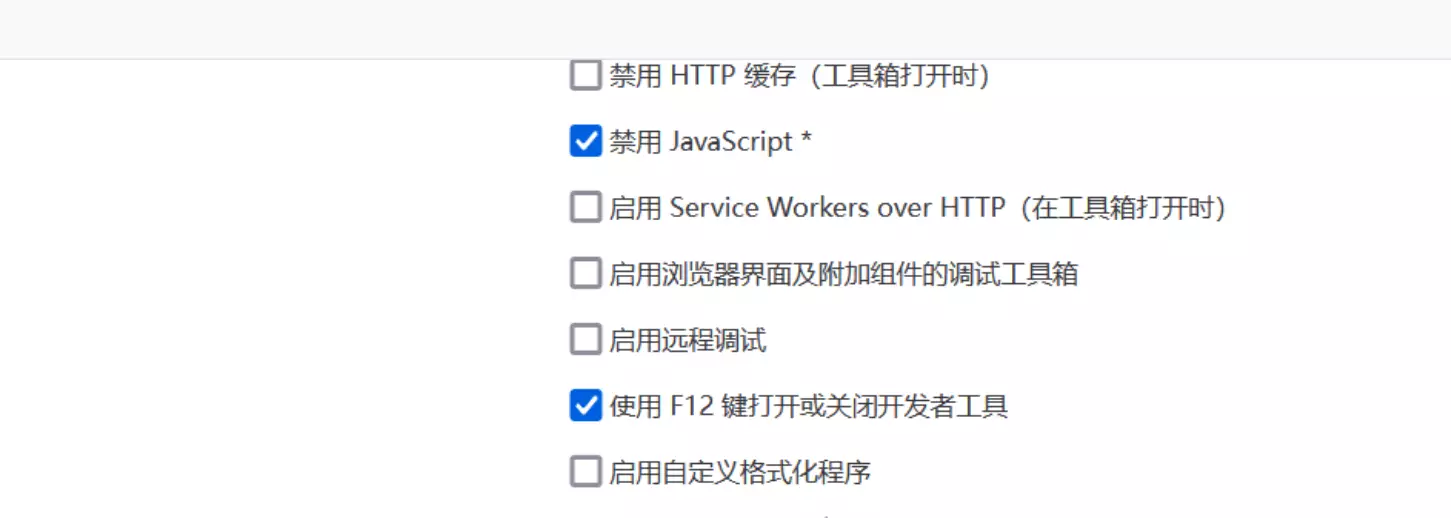 禁用 HTTP 缓存（工具箱打开时）
禁用 JavaScript *
启用 Service Workers over HTTP（在工具箱打开时）
启用浏览器界面及附加组件的调试工具箱
启用远程调试
使用 F12 键打开或关闭开发者工具
启用自定义格式化程序